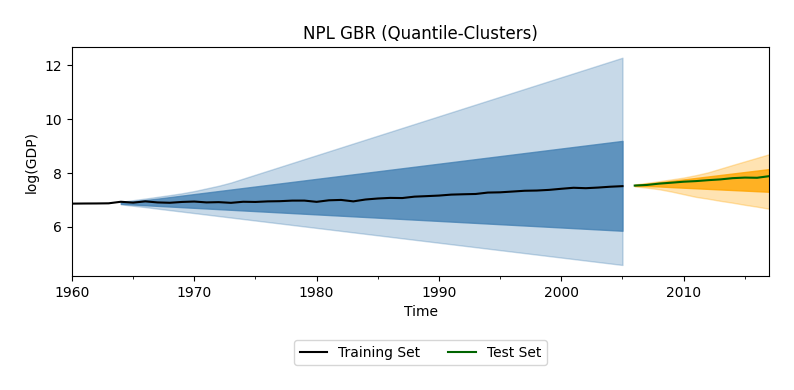 NPL GBR (Quantile-Clusters)
log(GDP)
12
10
8
6
1960 1970 1980 1990 2000 2010
Time
Training Set Test Set